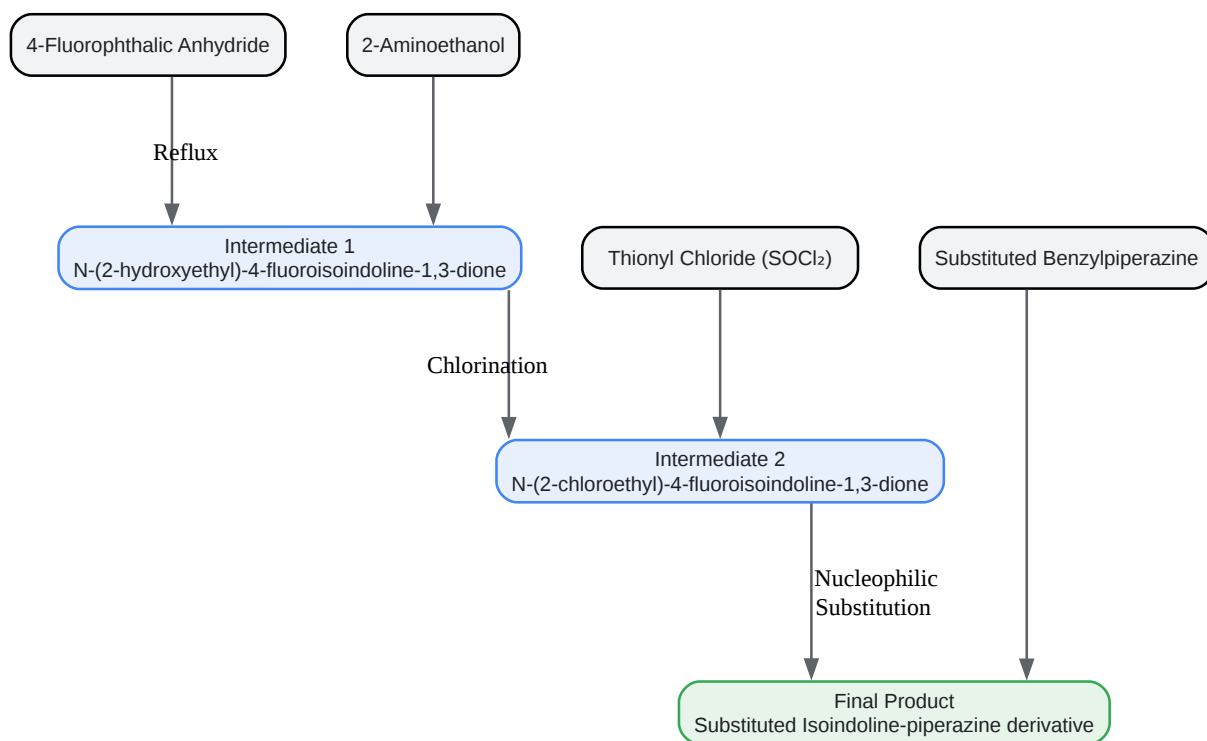 4-Fluorophthalic Anhydride
2-Aminoethanol
Reflux
Intermediate 1
N-(2-hydroxyethyl)-4-fluoroisoindoline-1,3-dione
Thionyl Chloride (SOCl₂)
Substituted Benzylpiperazine
Chlorination
Intermediate 2
N-(2-chloroethyl)-4-fluoroisoindoline-1,3-dione
Nucleophilic
Substitution
Final Product
Substituted Isoindoline-piperazine derivative